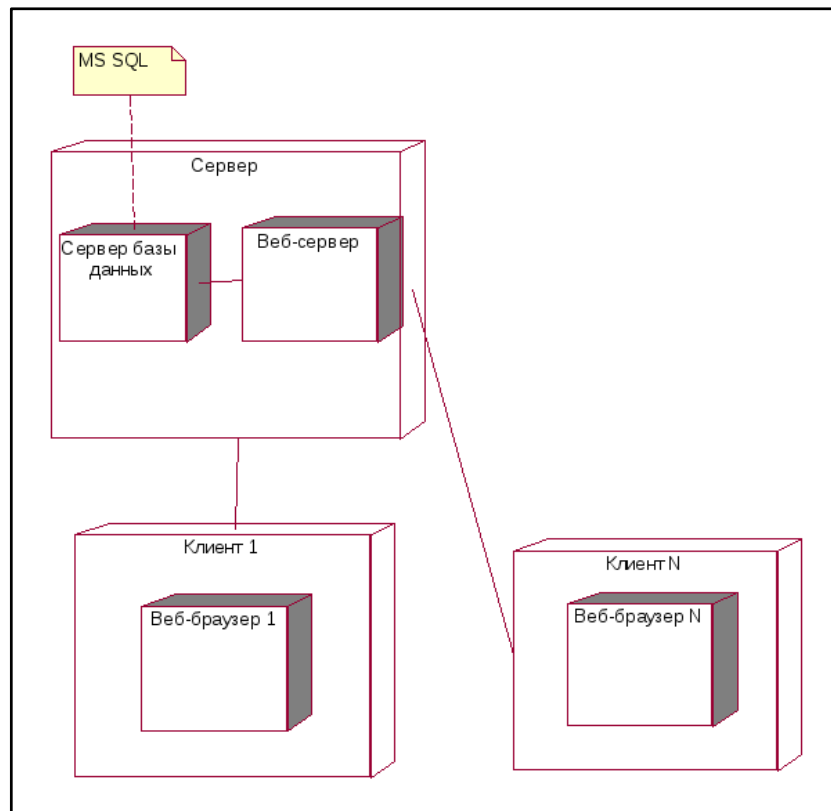 MS SQL
Сервер
Сервер базы
данных
Веб-сервер
Клиент 1
Веб-браузер 1
Клиент N
Веб-браузер N